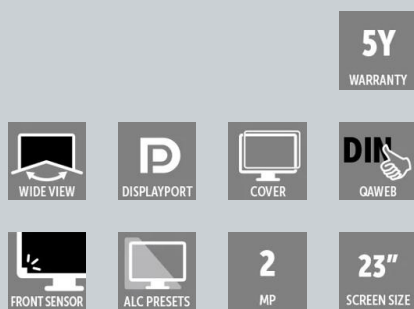 5Y
WARRANTY
WIDE VIEW
DISPLAYPORT
COVER
DIN
QAWEB
FRONT SENSOR
ALC PRESETS
2
MP
23"
SCREEN SIZE